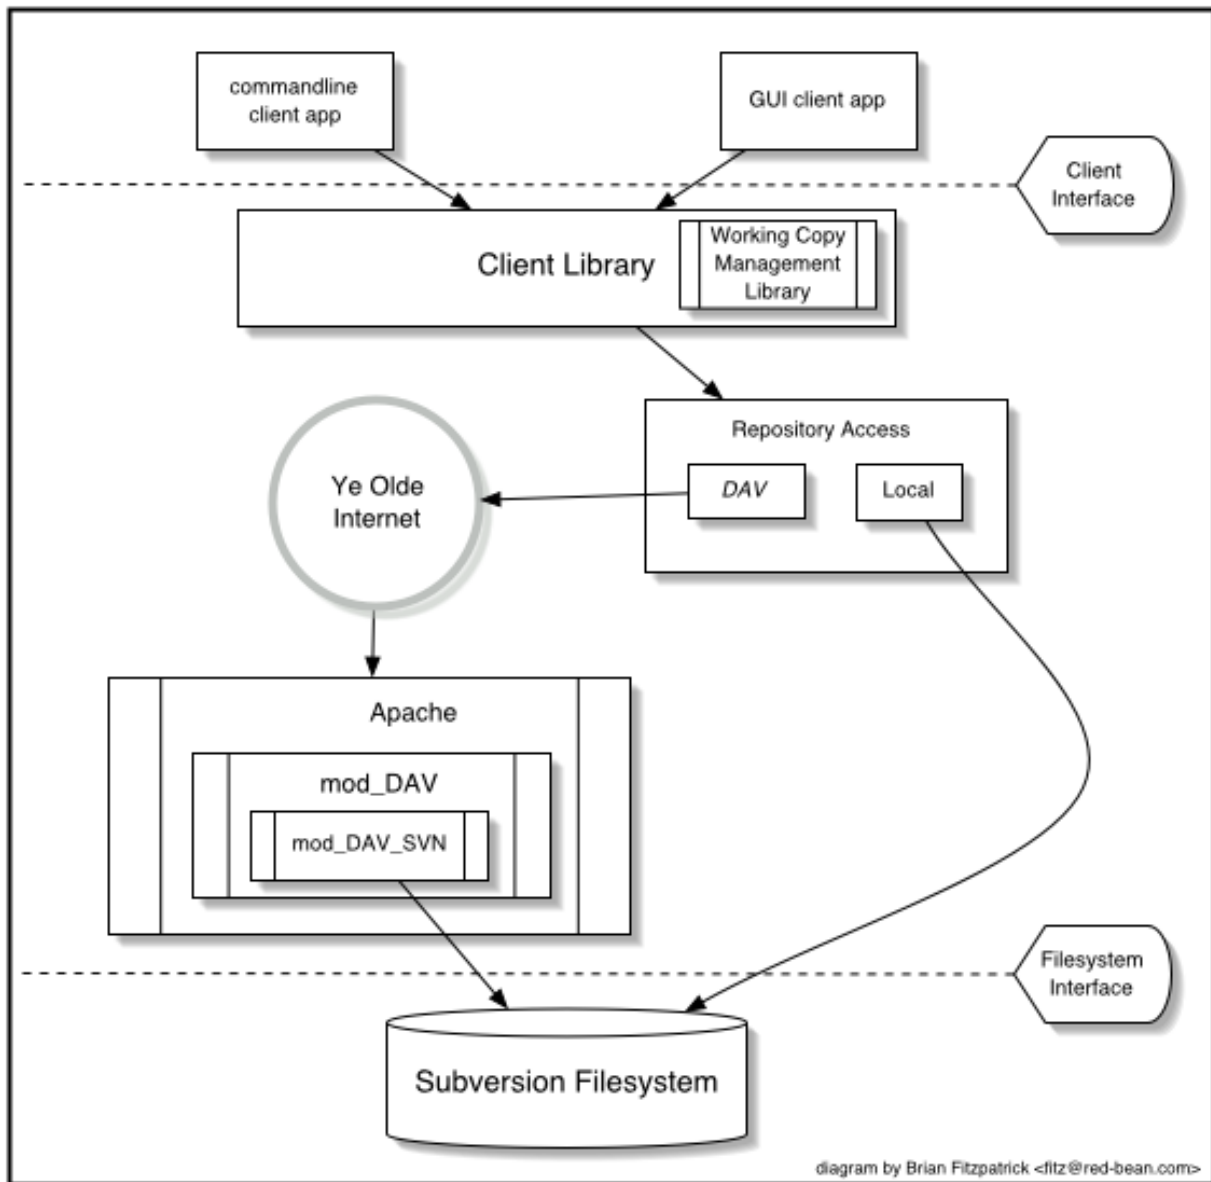 commandline
client app
GUI client app
Client
Interface
Client Library
Working Copy
Management
Library
Repository Access
DAV
Local
Ye Olde
Internet
Apache
mod_DAV
mod_DAV_SVN
Filesystem
Interface
Subversion Filesystem
diagram by Brian Fitzpatrick <fitz@red-bean.com>